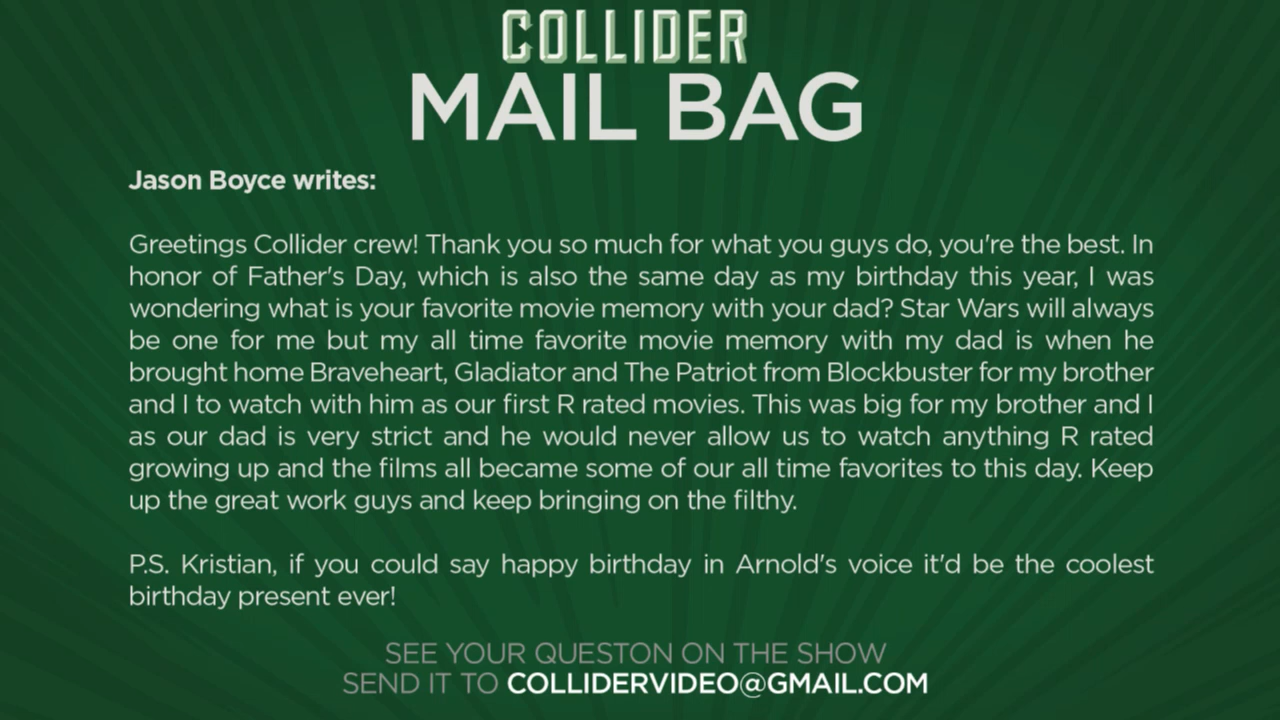 COLLIDER
MAIL BAG
Jason Boyce writes:
Greetings Collider crew! Thank you so much for what you guys do, you're the best. In
honor of Father's Day, which is also the same day as my birthday this year, I was
wondering what is your favorite movie memory with your dad? Star Wars will always
be one for me but my all time favorite movie memory with my dad is when he
brought home Braveheart, Gladiator and The Patriot from Blockbuster for my brother
and I to watch with him as our first R rated movies. This was big for my brother and I
as our dad is very strict and he would never allow us to watch anything R rated
growing up and the films all became some of our all time favorites to this day. Keep
up the great work guys and keep bringing on the filthy.
P.S. Kristian, if you could say happy birthday in Arnold's voice it'd be the coolest
birthday present ever!
SEE YOUR QUESTON ON THE SHOW
SEND IT TO COLLIDERVIDEO@GMAIL.COM